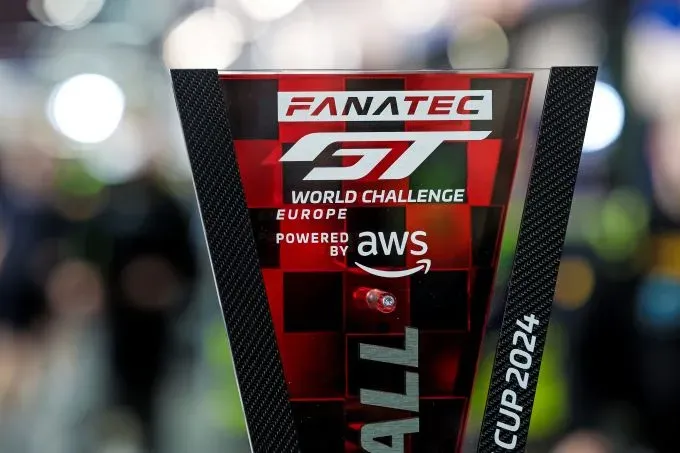 FANATEC
GT
WORLD CHALLENGE
EUROPE
POWERED
BY aws
ALL
CUP 2024